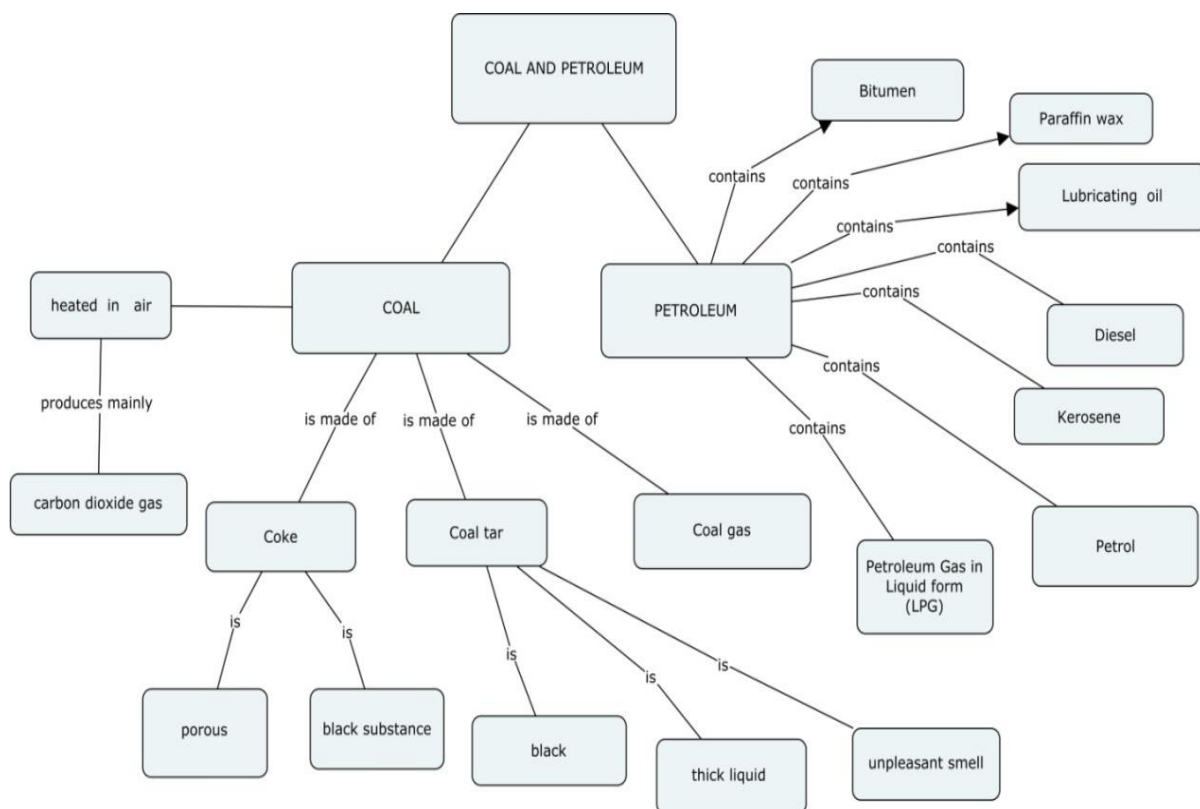 COAL AND PETROLEUM
Bitumen
Paraffin wax
contains
contains
Lubricating oil
contains
contains
heated in air
COAL
PETROLEUM
contains
Diesel
contains
produces mainly
is made of
is made of
is made of
contains
Kerosene
carbon dioxide gas
Coke
Coal tar
Coal gas
Petrol
Petroleum Gas in
Liquid form
(LPG)
is
is
is
is
is
porous
black substance
black
thick liquid
unpleasant smell